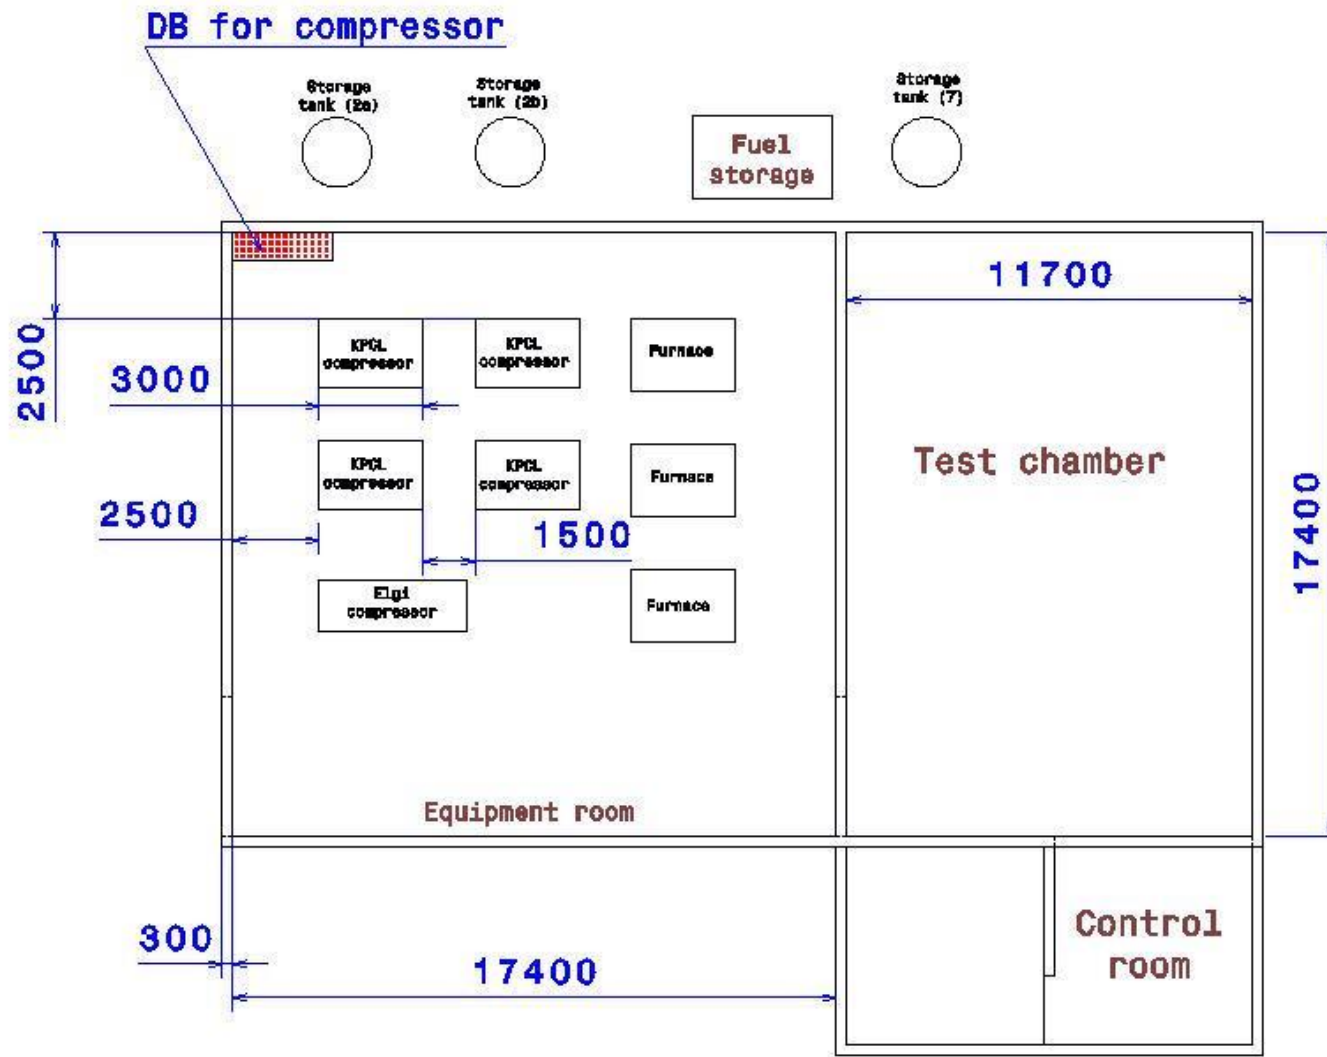 DB for compressor
Storage
tank (2a)
Storage
tank (2b)
Storage
tank (7)
Fuel
storage
11700
2500
KPCL
compressor
KPCL
compressor
Furnace
3000
Test chamber
KPCL
compressor
KPCL
compressor
Furnace
2500
1500
17400
Elgi
compressor
Furnace
Equipment room
300
17400
Control
room